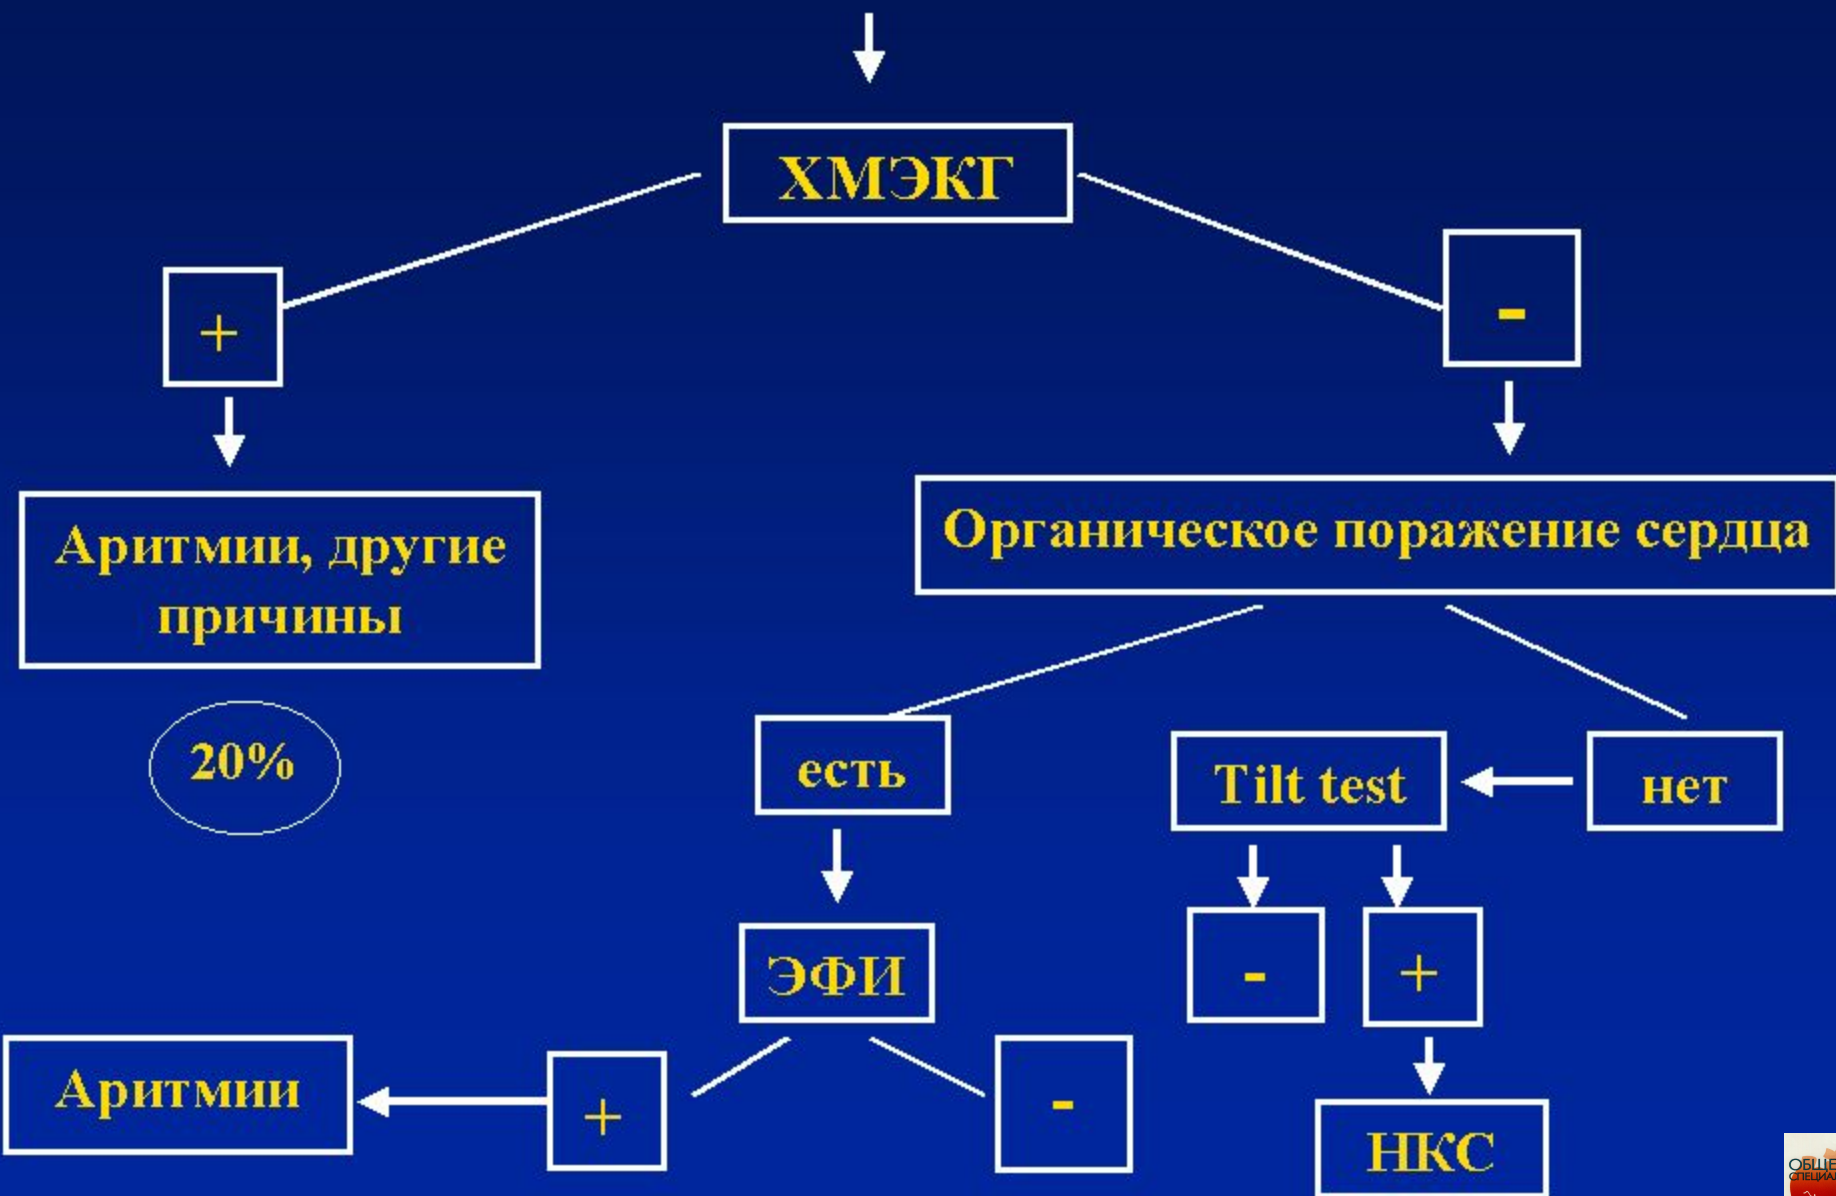 ХМЭКГ
+
-
Аритмии, другие
причины
Органическое поражение сердца
20%
есть
Tilt test
нет
ЭФИ
-
+
Аритмии
+
-
НКС